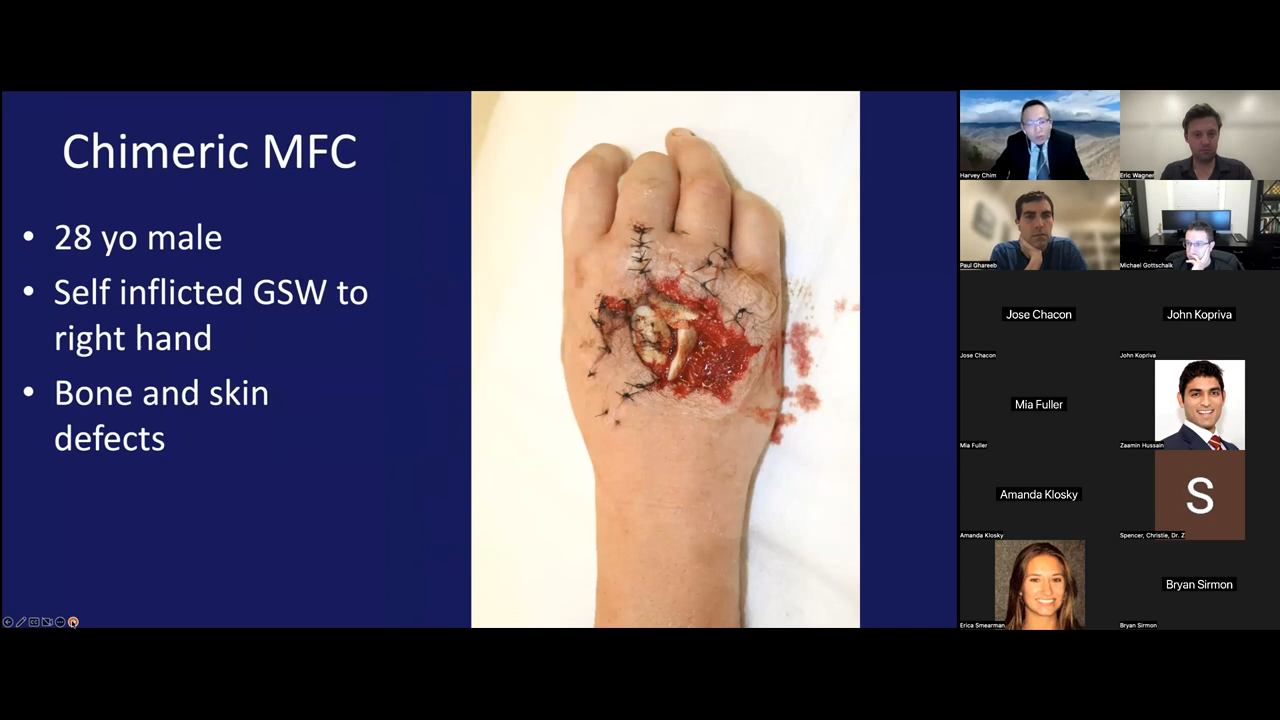 Chimeric MFC
• 28 yo male
• Self inflicted GSW to
right hand
• Bone and skin
defects
Harvey Chim
Eric Wagner
Paul Ghareeb
Michael Gottschalk
Jose Chacon
Jose Chacon
John Kopriva
John Kopriva
Mia Fuller
Mia Fuller
Zaamin Hussain
Amanda Klosky
Amanda Klosky
S
Spencer, Christie, Dr. Z
Erica Smearman
Bryan Sirmon
Bryan Sirmon